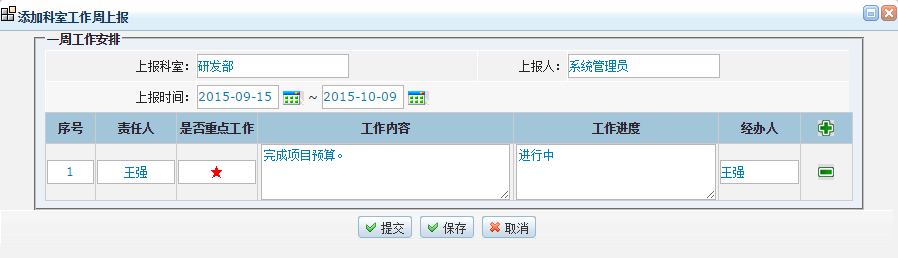 添加科室工作周上报
一周工作安排
上报科室: 研发部 上报人: 系统管理员
上报时间: 2015-09-15 ~ 2015-10-09
序号 责任人 是否重点工作 工作内容 工作进度 经办人
1 王强 ★ 完成项目预算。 进行中 王强
提交 保存 取消